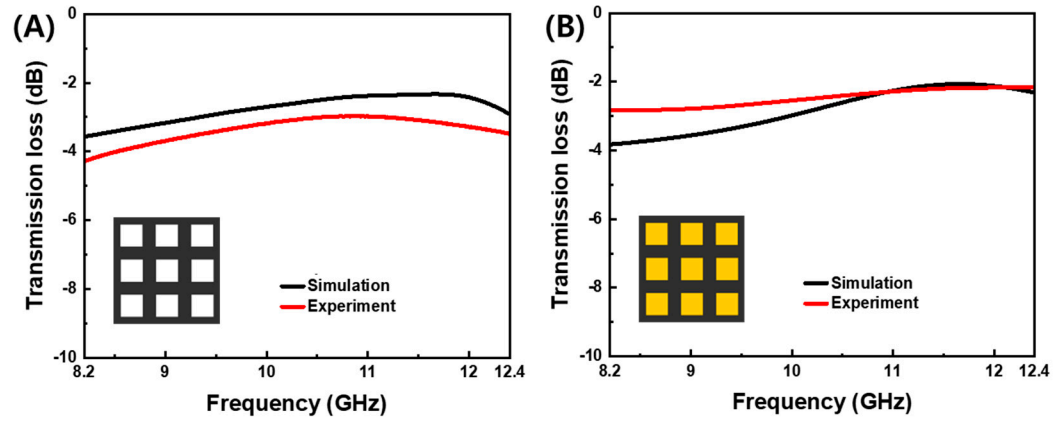 (A)
Transmission loss (dB)
0
-2
-4
-6
-8
-10
8.2
9
10
11
12
12.4
Frequency (GHz)
Simulation
Experiment
(B)
Transmission loss (dB)
0
-2
-4
-6
-8
-10
8.2
9
10
11
12
12.4
Frequency (GHz)
Simulation
Experiment